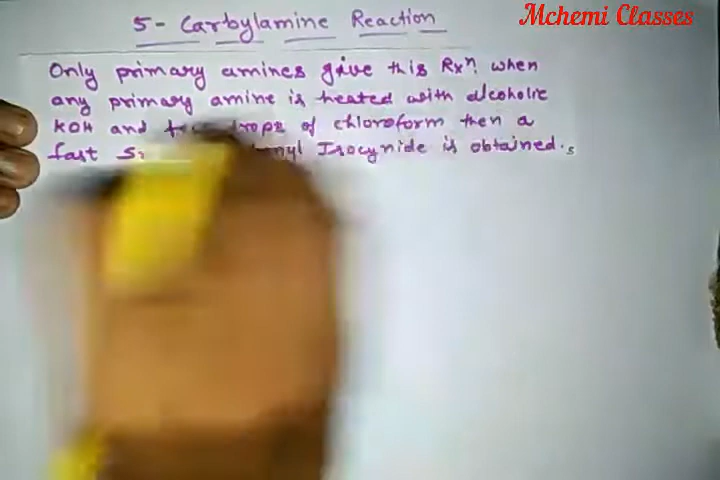 Mchemi Classes
5- Carbylamine Reaction
Only primary amines give this Rxn. when
any primary amine is heated with alcoholic
KOH and drops of chloroform then a
fast Isocynide is obtained.